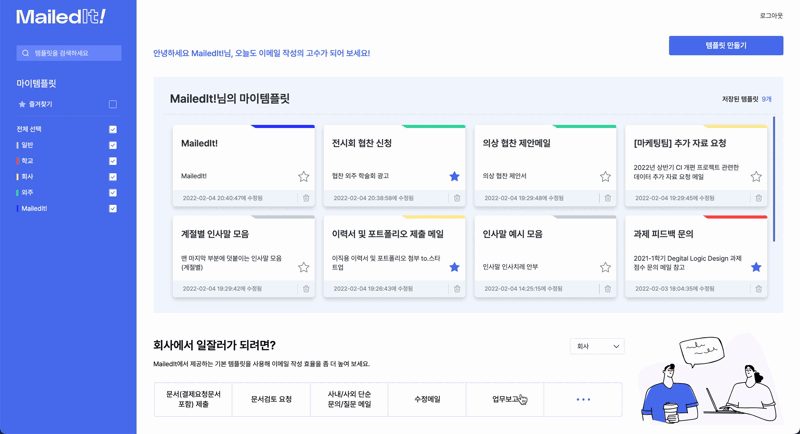 MailedIt!
로그아웃
템플릿을 검색하세요
안녕하세요 MailedIt!님, 오늘도 이메일 작성의 고수가 되어 보세요!
템플릿 만들기
마이템플릿
즐겨찾기
전체 선택
일반
학교
회사
외주
MailedIt!
MailedIt!님의 마이템플릿
저장된 템플릿 9개
MailedIt!
MailedIt!
2022-02-04 20:40:47에 수정됨
전시회 협찬 신청
협찬 외주 학술회 광고
2022-02-04 20:38:58에 수정됨
의상 협찬 제안메일
의상 협찬 제안서
2022-02-04 19:29:48에 수정됨
[마케팅팀] 추가 자료 요청
2022년 상반기 CI 개편 프로젝트 관련한
데이터 추가 자료 요청 메일
2022-02-04 19:29:45에 수정됨
계절별 인사말 모음
맨 마지막 부분에 덧붙이는 인사말 모음
(계절별)
2022-02-04 19:29:42에 수정됨
이력서 및 포트폴리오 제출 메일
이직용 이력서 및 포트폴리오 첨부 to.스타
트업
2022-02-04 19:26:43에 수정됨
인사말 예시 모음
인사말 인사치레 안부
2022-02-04 14:25:15에 수정됨
과제 피드백 문의
2021-1학기 Degital Logic Design 과제
점수 문의 메일 참고
2022-02-03 18:04:35에 수정됨
회사에서 일잘러가 되려면?
회사
MailedIt에서 제공하는 기본 템플릿을 사용해 이메일 작성 효율을 좀 더 높여 보세요.
문서(결제요청문서
포함) 제출
문서검토 요청
사내/사외 단순
문의/질문 메일
수정메일
업무보고